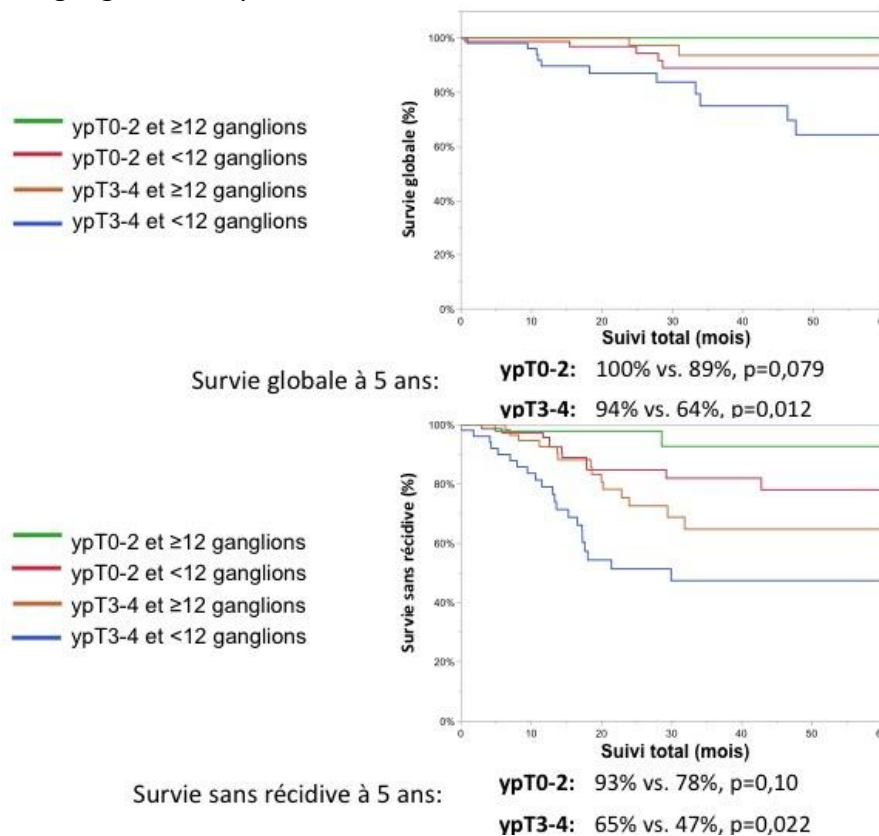 100%
80%
60%
40%
20%
0%
Survie globale (%)
ypT0-2 et ≥12 ganglions
ypT0-2 et <12 ganglions
ypT3-4 et ≥12 ganglions
ypT3-4 et <12 ganglions
0 10 20 30 40 50
Suivi total (mois)
Survie globale à 5 ans:
ypT0-2: 100% vs. 89%, p=0,079
ypT3-4: 94% vs. 64%, p=0,012
100%
80%
60%
40%
20%
0%
Survie sans récidive (%)
ypT0-2 et ≥12 ganglions
ypT0-2 et <12 ganglions
ypT3-4 et ≥12 ganglions
ypT3-4 et <12 ganglions
0 10 20 30 40 50
Suivi total (mois)
Survie sans récidive à 5 ans:
ypT0-2: 93% vs. 78%, p=0,10
ypT3-4: 65% vs. 47%, p=0,022